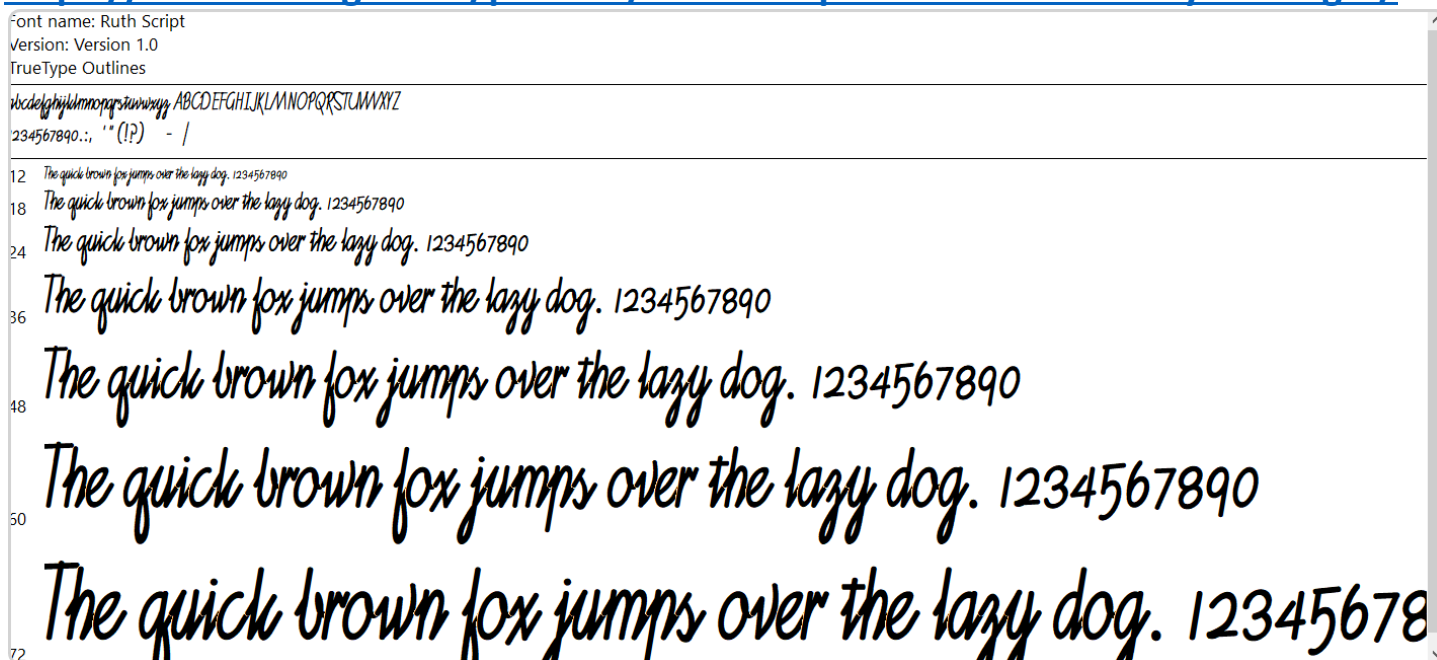 Font name: Ruth Script
Version: Version 1.0
TrueType Outlines
abcdefghijklmnopqrstuvwxyz ABCDEFGHIJKLMNOPQRSTUVWXYZ
1234567890.:, ' " (!?) - /
12 The quick brown fox jumps over the lazy dog. 1234567890
18 The quick brown fox jumps over the lazy dog. 1234567890
24 The quick brown fox jumps over the lazy dog. 1234567890
36 The quick brown fox jumps over the lazy dog. 1234567890
48 The quick brown fox jumps over the lazy dog. 1234567890
60 The quick brown fox jumps over the lazy dog. 1234567890
72 The quick brown fox jumps over the lazy dog. 12345678